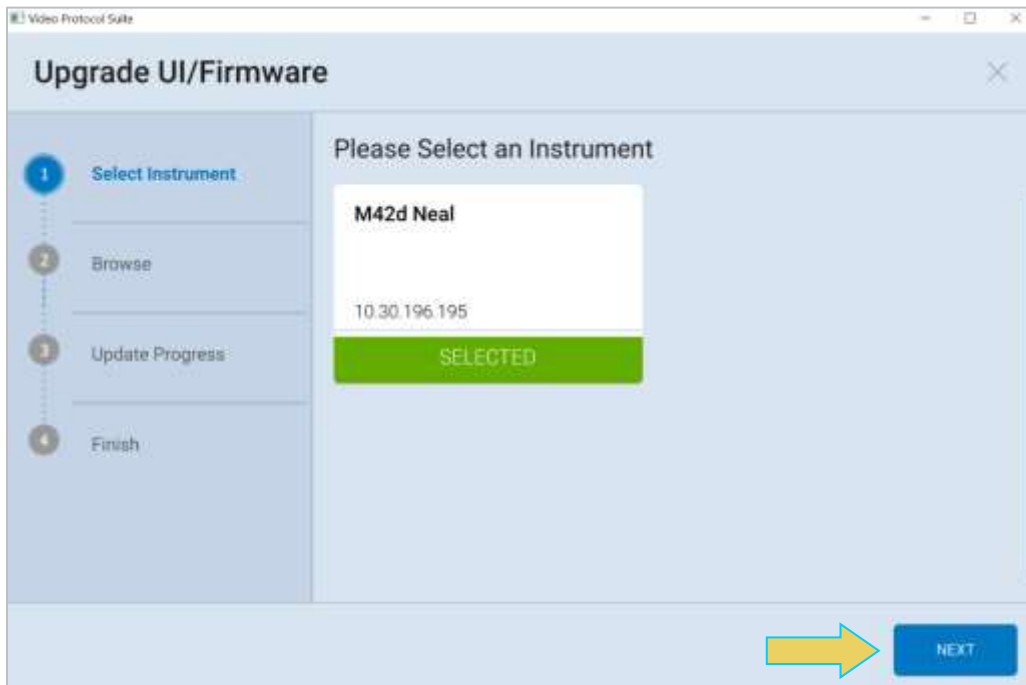 Video Protocol Suite
Upgrade UI/Firmware
1 Select Instrument
2 Browse
3 Update Progress
4 Finish
Please Select an Instrument
M42d Neal
10.30.196.195
SELECTED
NEXT